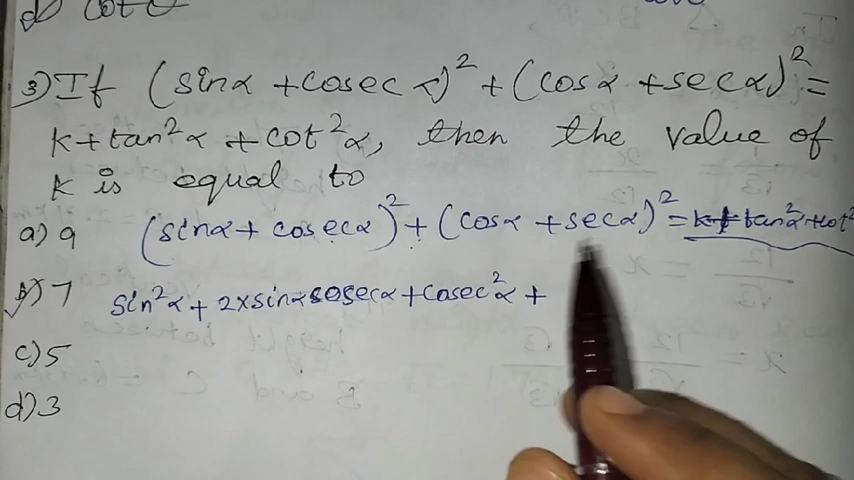 d) cot θ
3) If (sinα + cosec α)² + (cosα + secα)² =
k + tan²α + cot²α, then the value of
k is equal to
a) 9 (sinα + cosecα)² + (cosα + secα)² = k + tan²α + cot²
b) 7 sin²α + 2×sinα cosecα + cosec²α +
c) 5
d) 3